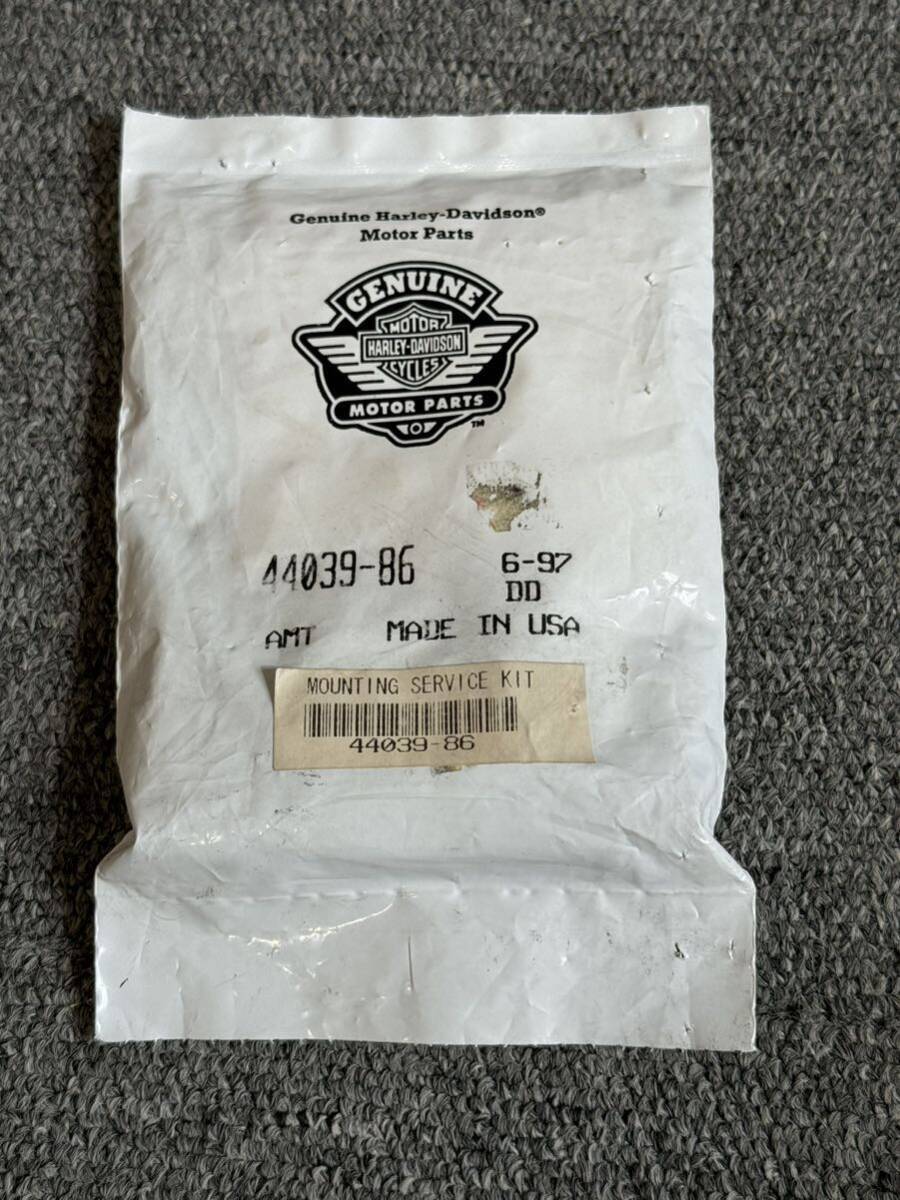 Genuine Harley-Davidson®
Motor Parts
GENUINE
MOTOR
HARLEY-DAVIDSON
CYCLES
MOTOR PARTS
TM
44039-86 6-97
DD
AMT MADE IN USA
MOUNTING SERVICE KIT
44039-86